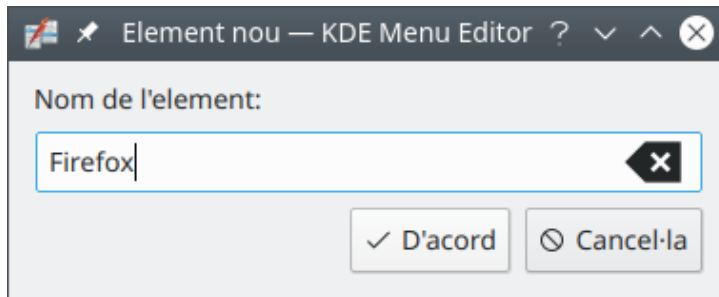 Element nou — KDE Menu Editor
Nom de l'element:
Firefox
D'acord Cancel·la